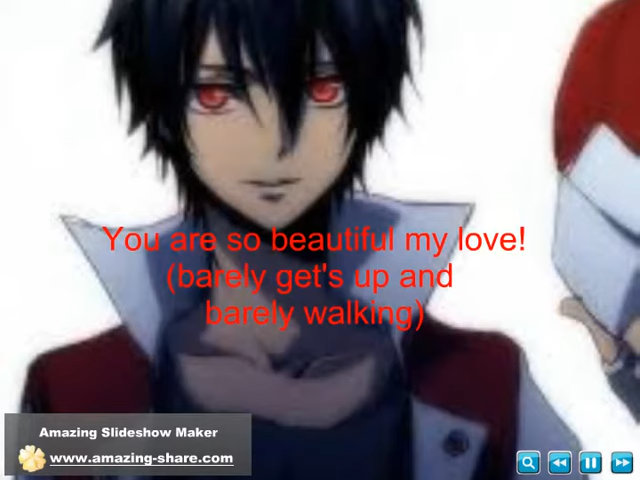 You are so beautiful my love!
(barely get's up and
barely walking)
Amazing Slideshow Maker
www.amazing-share.com